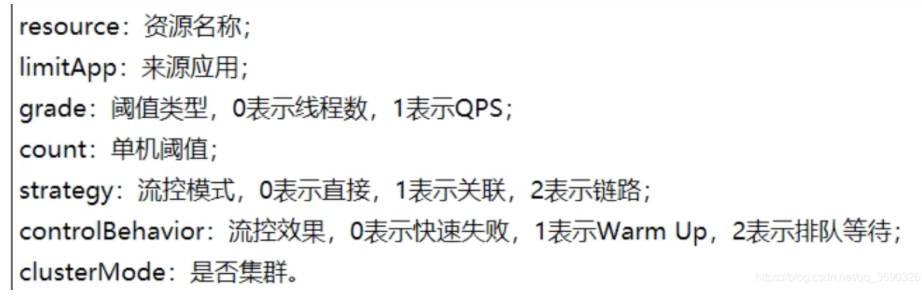 resource：资源名称；
limitApp：来源应用；
grade：阈值类型，0表示线程数，1表示QPS；
count：单机阈值；
strategy：流控模式，0表示直接，1表示关联，2表示链路；
controlBehavior：流控效果，0表示快速失败，1表示Warm Up，2表示排队等待；
clusterMode：是否集群。
https://blog.csdn.net/qq_3690326